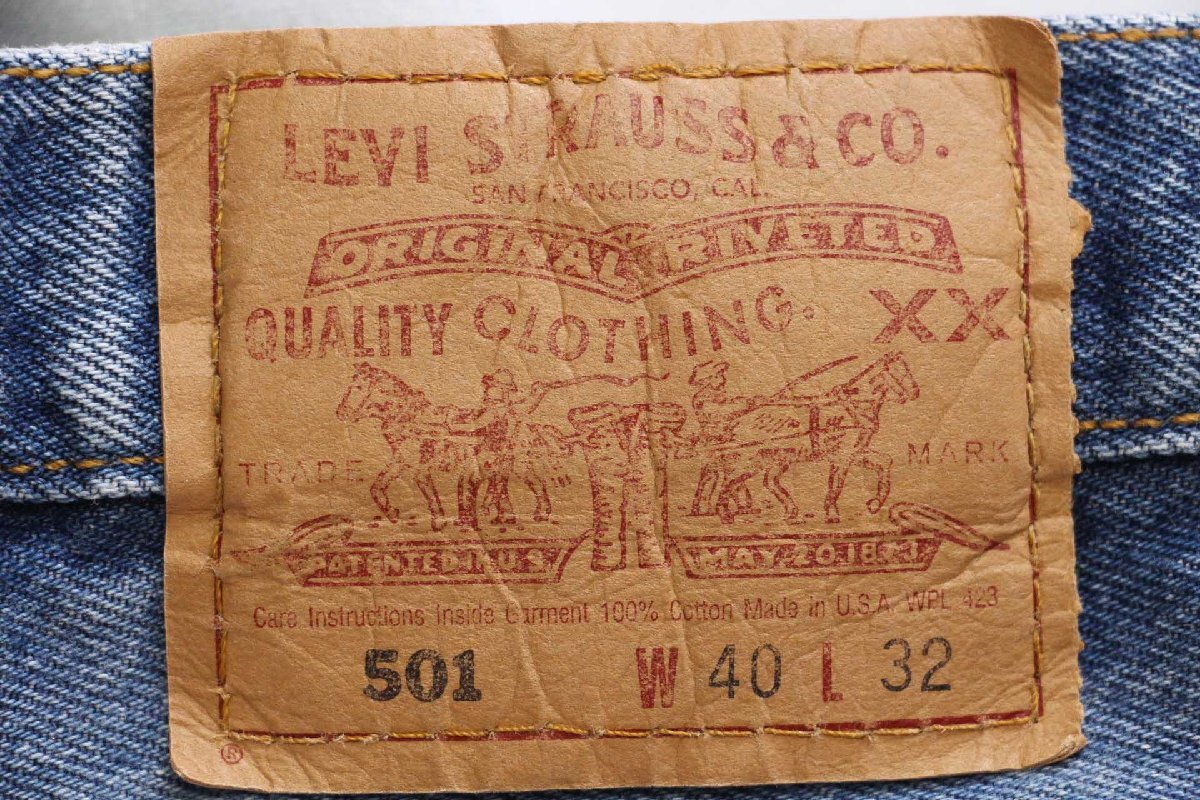 LEVI STRAUSS & CO.
SAN FRANCISCO, CAL.
ORIGINAL RIVETED
QUALITY CLOTHING. XX
TRADE MARK
PATENTED IN U.S. MAY 20 1873
Care Instructions Inside Garment 100% Cotton Made in U.S.A. WPL 423
501 W 40 L 32
®